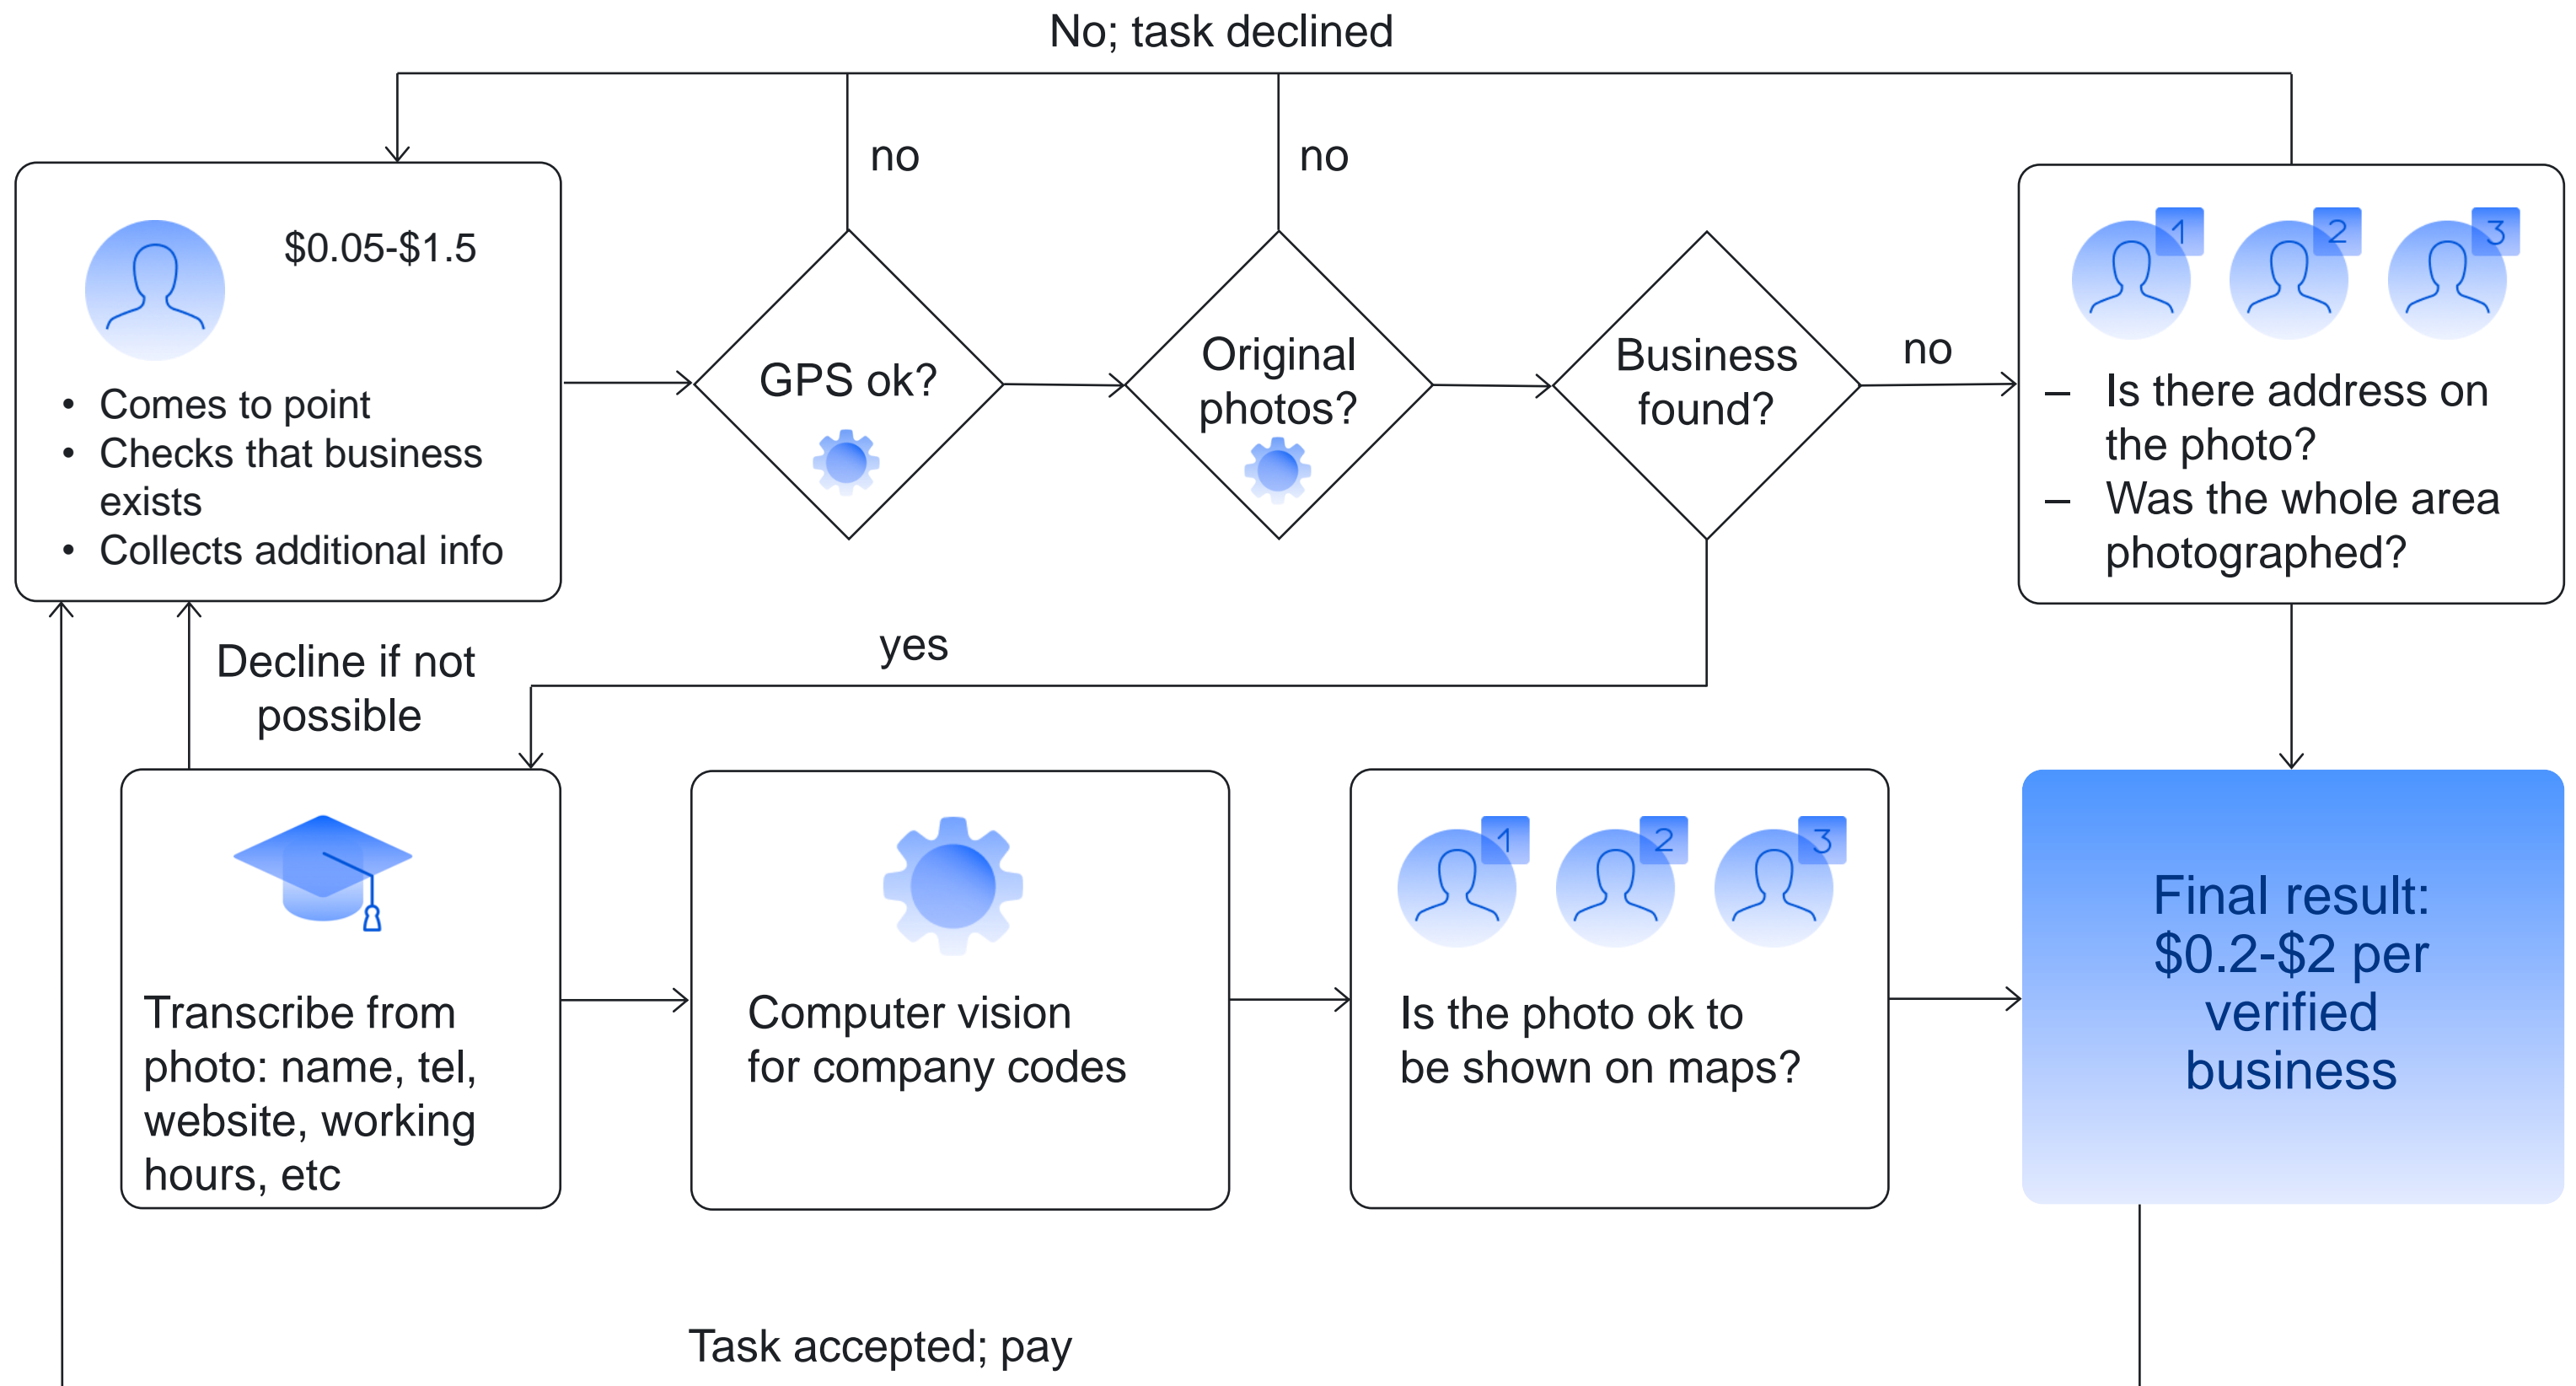 No; task declined
no
no
$0.05-$1.5
• Comes to point
• Checks that business
exists
• Collects additional info
GPS ok?
Original
photos?
Business
found?
no
1
2
3
– Is there address on
the photo?
– Was the whole area
photographed?
yes
Decline if not
possible
Transcribe from
photo: name, tel,
website, working
hours, etc
Computer vision
for company codes
1
2
3
Is the photo ok to
be shown on maps?
Final result:
$0.2-$2 per
verified
business
Task accepted; pay